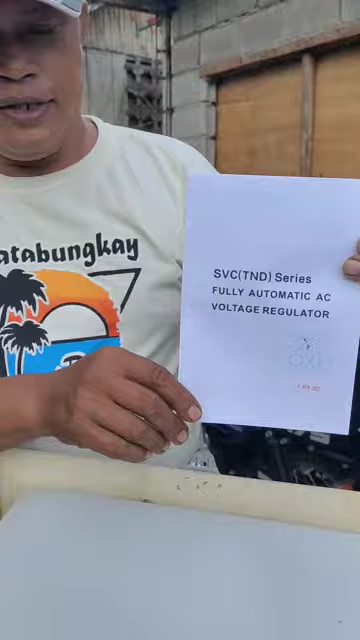 atabungkay
SVC(TND) Series
FULLY AUTOMATIC AC
VOLTAGE REGULATOR